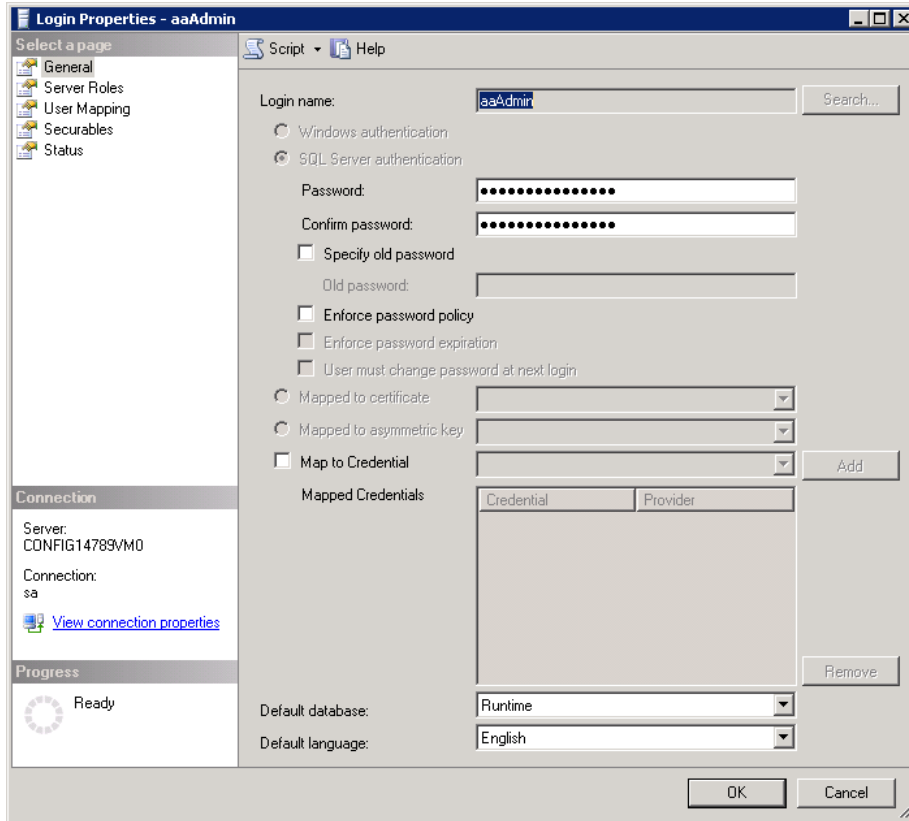 Login Properties - aaAdmin
Select a page
General
Server Roles
User Mapping
Securables
Status
Script Help
Login name: aaAdmin Search...
Windows authentication
SQL Server authentication
Password: ●●●●●●●●●●●●●●●
Confirm password: ●●●●●●●●●●●●●●●
Specify old password
Old password:
Enforce password policy
Enforce password expiration
User must change password at next login
Mapped to certificate
Mapped to asymmetric key
Map to Credential Add
Mapped Credentials Credential Provider
Remove
Default database: Runtime
Default language: English
Connection
Server:
CONFIG14789VM0
Connection:
sa
View connection properties
Progress
Ready
OK Cancel